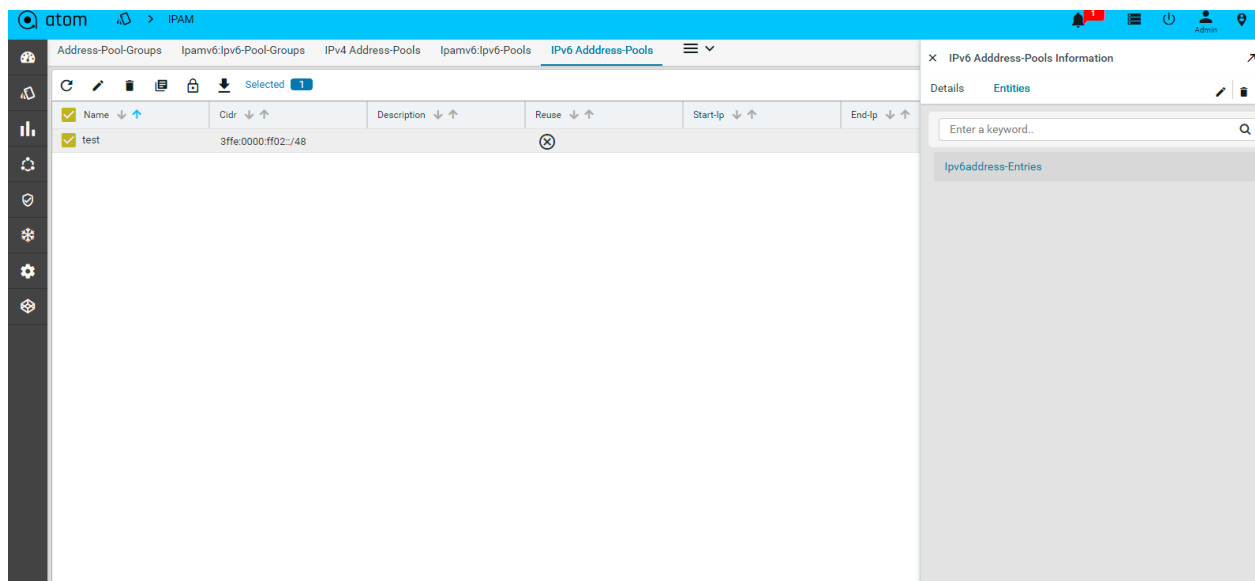 atom > IPAM 1 Admin
Address-Pool-Groups Ipamv6:Ipv6-Pool-Groups IPv4 Address-Pools Ipamv6:Ipv6-Pools IPv6 Adddress-Pools
Selected 1
Name Cidr Description Reuse Start-Ip End-Ip
test 3ffe:0000:ff02::/48
IPv6 Adddress-Pools Information
Details Entities
Enter a keyword..
Ipv6address-Entries